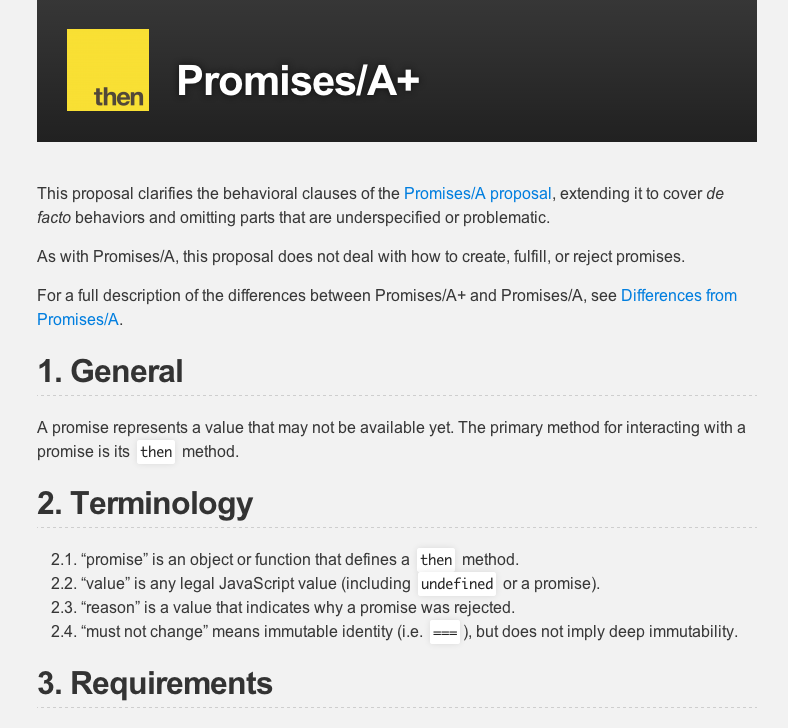 then
Promises/A+
This proposal clarifies the behavioral clauses of the Promises/A proposal, extending it to cover de
facto behaviors and omitting parts that are underspecified or problematic.
As with Promises/A, this proposal does not deal with how to create, fulfill, or reject promises.
For a full description of the differences between Promises/A+ and Promises/A, see Differences from
Promises/A.
1. General
A promise represents a value that may not be available yet. The primary method for interacting with a
promise is its then method.
2. Terminology
2.1. “promise” is an object or function that defines a then method.
2.2. “value” is any legal JavaScript value (including undefined or a promise).
2.3. “reason” is a value that indicates why a promise was rejected.
2.4. “must not change” means immutable identity (i.e. ===), but does not imply deep immutability.
3. Requirements